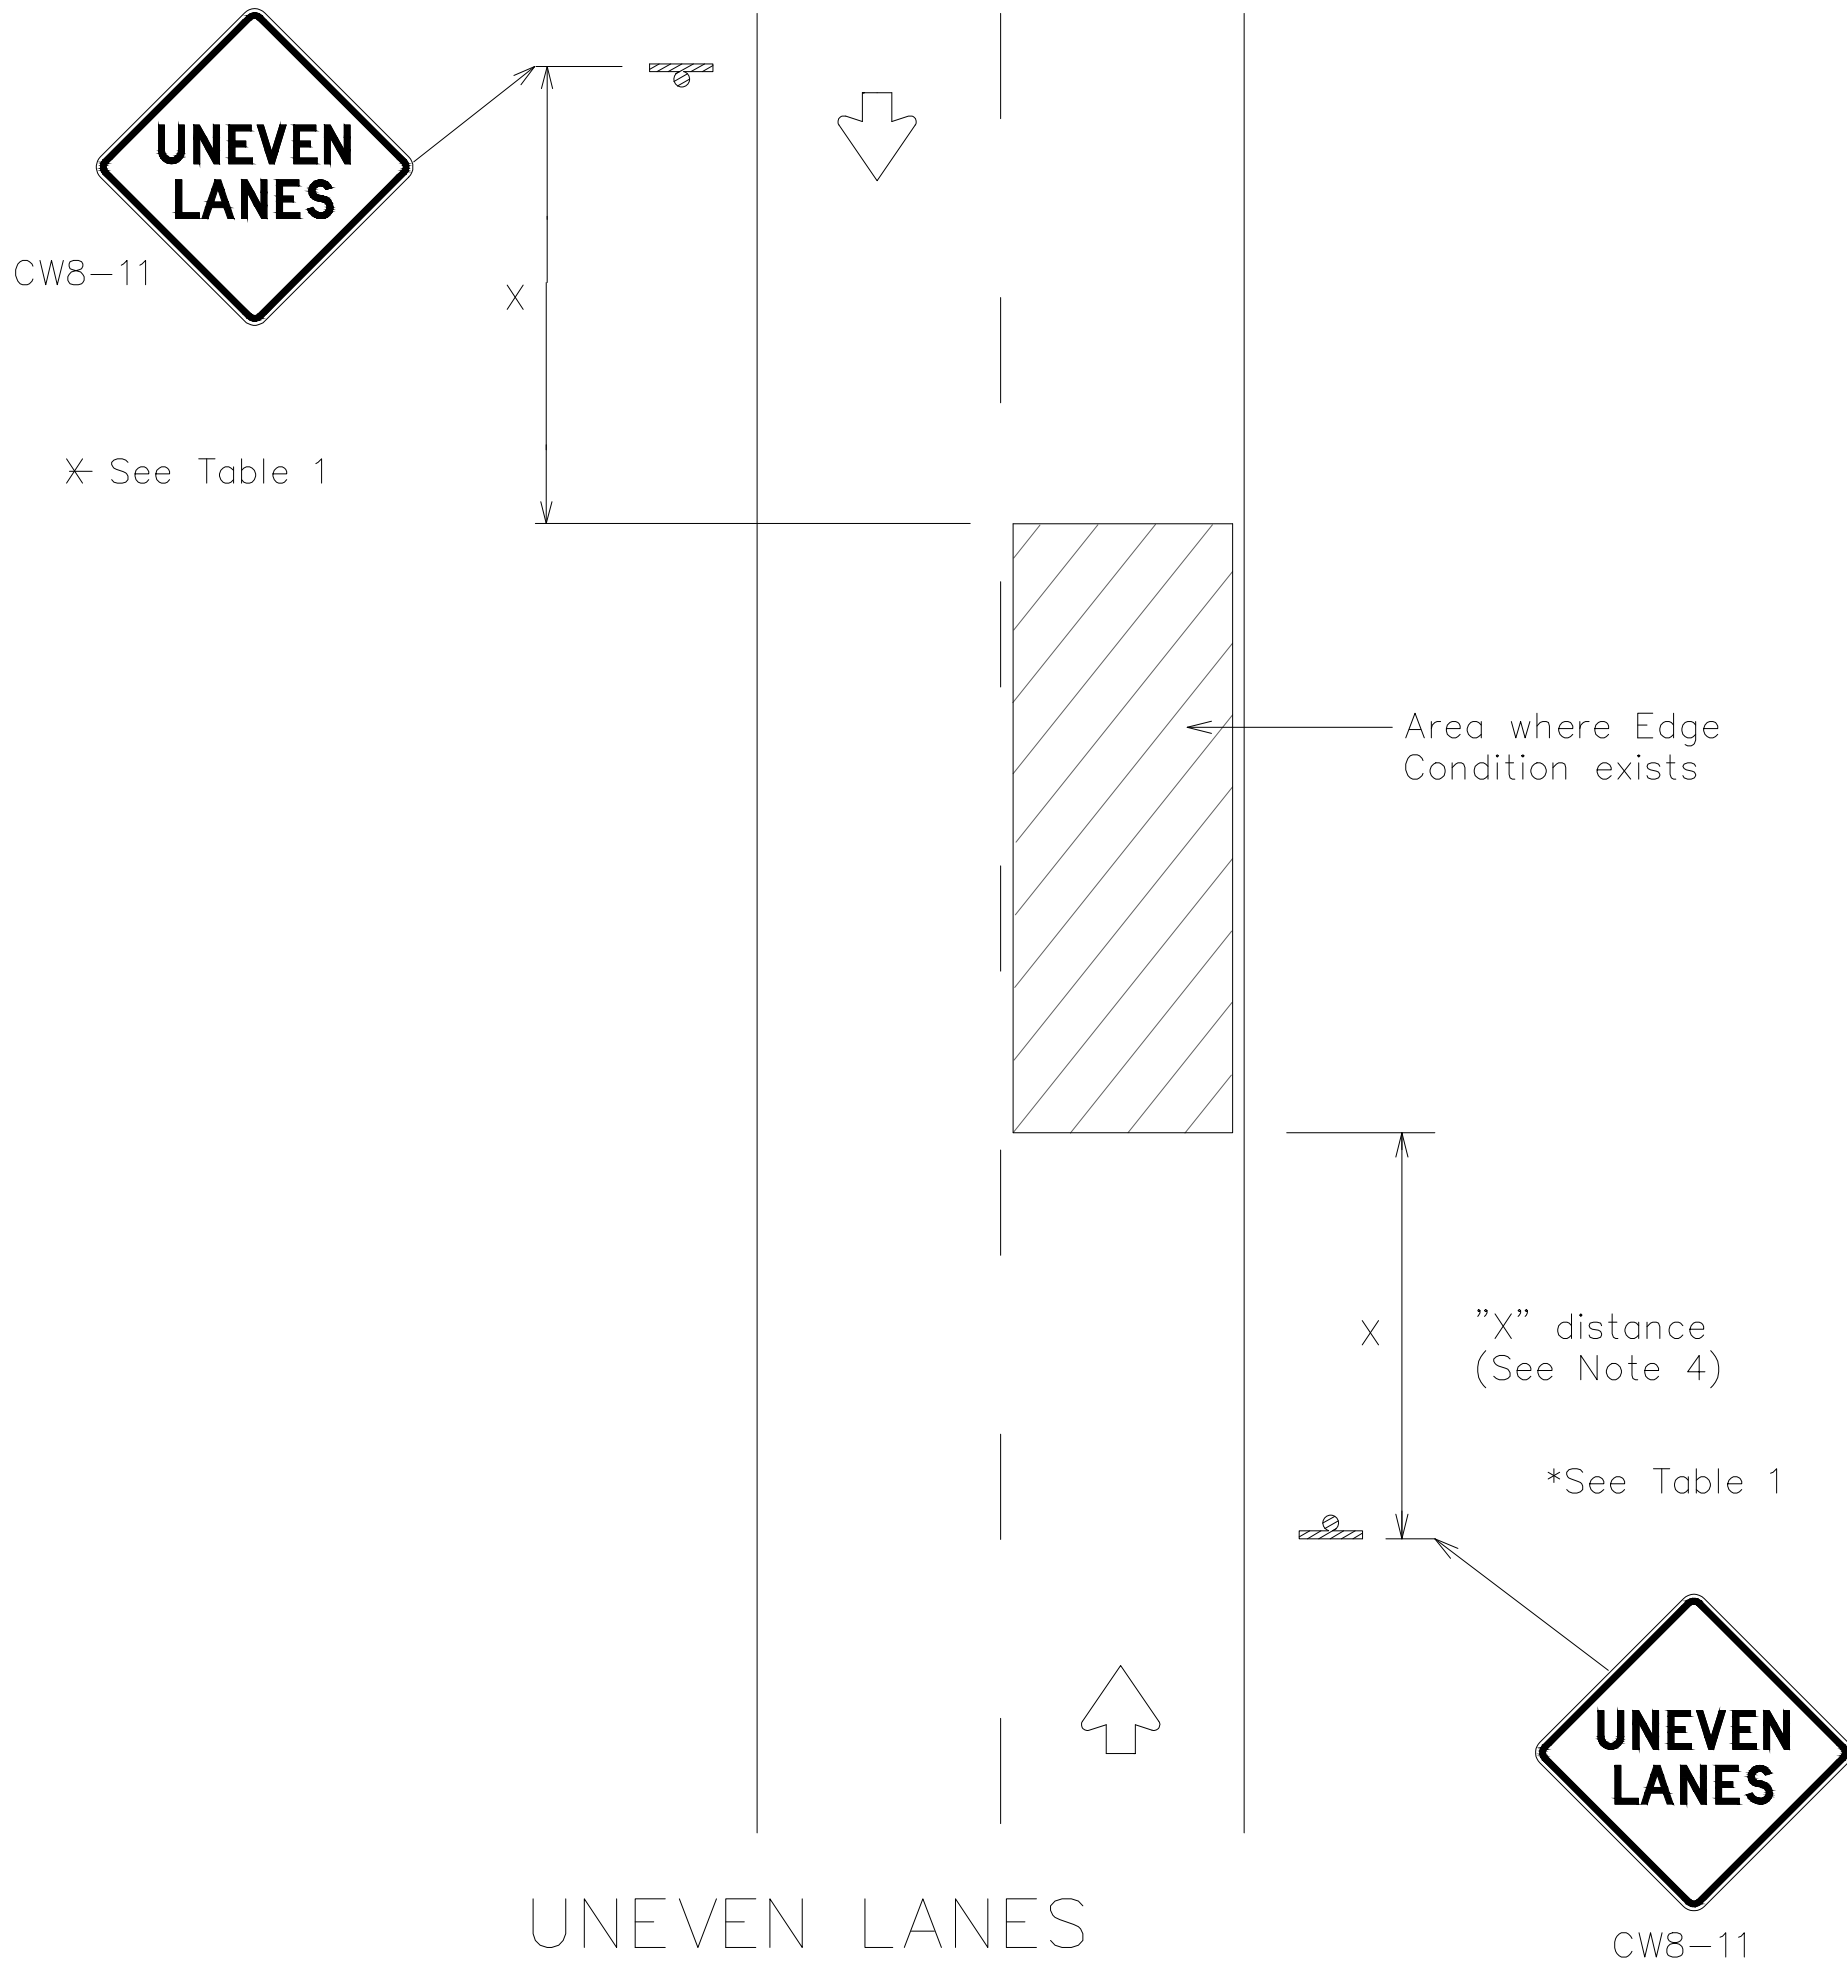 UNEVEN
LANES
CW8-11
X
* See Table 1
Area where Edge
Condition exists
X
"X" distance
(See Note 4)
*See Table 1
UNEVEN
LANES
CW8-11
UNEVEN LANES